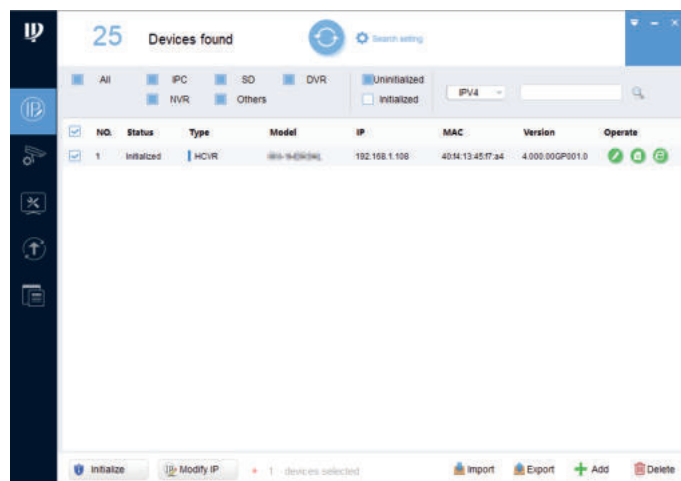 25 Devices found Search setting
All IPC SD DVR Uninitialized
NVR Others Initialized IPV4
NO. Status Type Model IP MAC Version Operate
1 Initialized HCVR 192.168.1.108 40:f4:13:45:f7:a4 4.000.00GP001.0
Initialize Modify IP 1 devices selected Import Export Add Delete